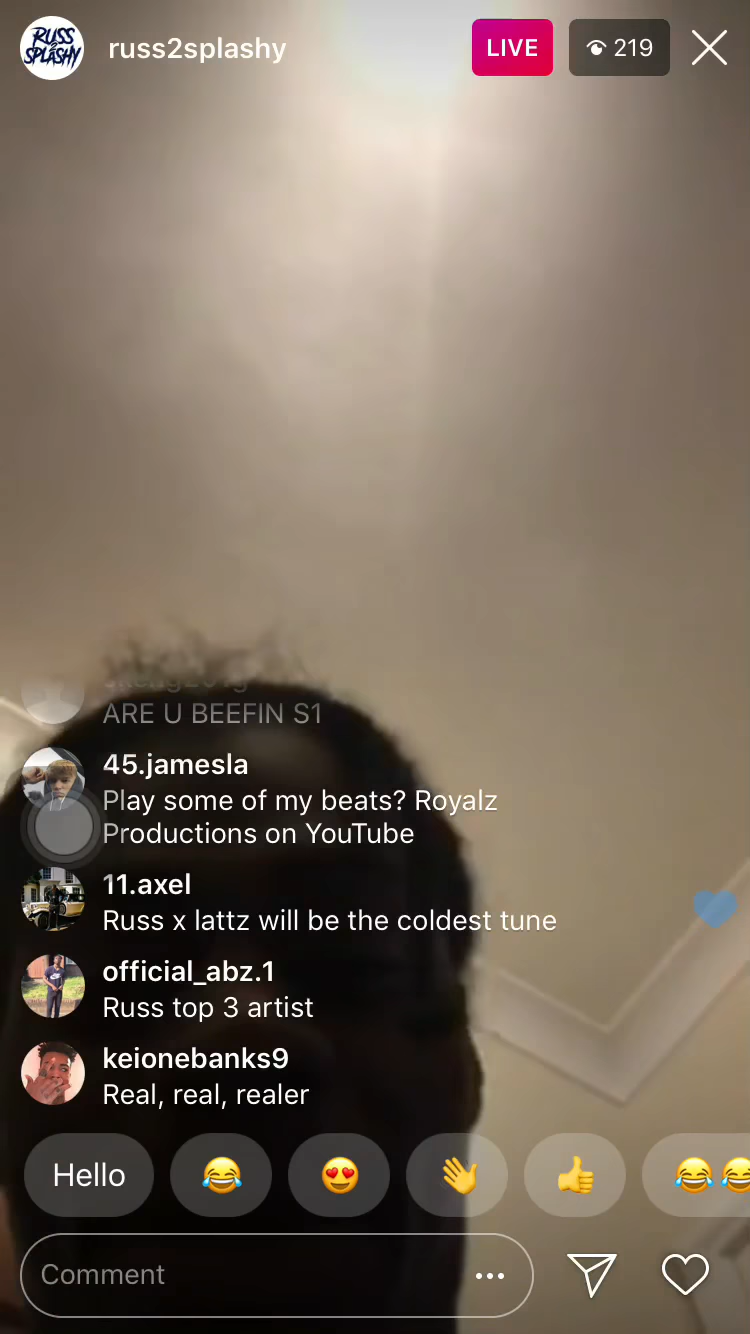 RUSS
SPLASHY
russ2splashy
LIVE
219
ARE U BEEFIN S1
45.jamesla
Play some of my beats? Royalz
Productions on YouTube
11.axel
Russ x lattz will be the coldest tune
official_abz.1
Russ top 3 artist
keionebanks9
Real, real, realer
Hello
Comment